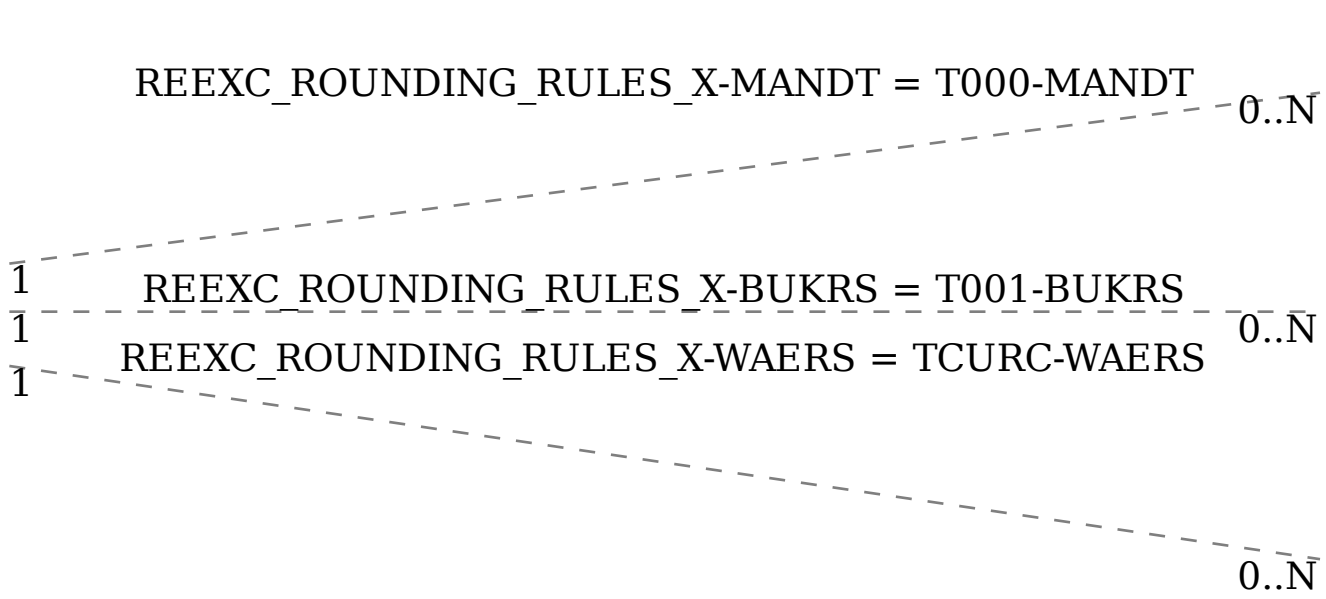 REEXC_ROUNDING_RULES_X-MANDT = T000-MANDT
0..N
1
REEXC_ROUNDING_RULES_X-BUKRS = T001-BUKRS
1
0..N
REEXC_ROUNDING_RULES_X-WAERS = TCURC-WAERS
1
0..N